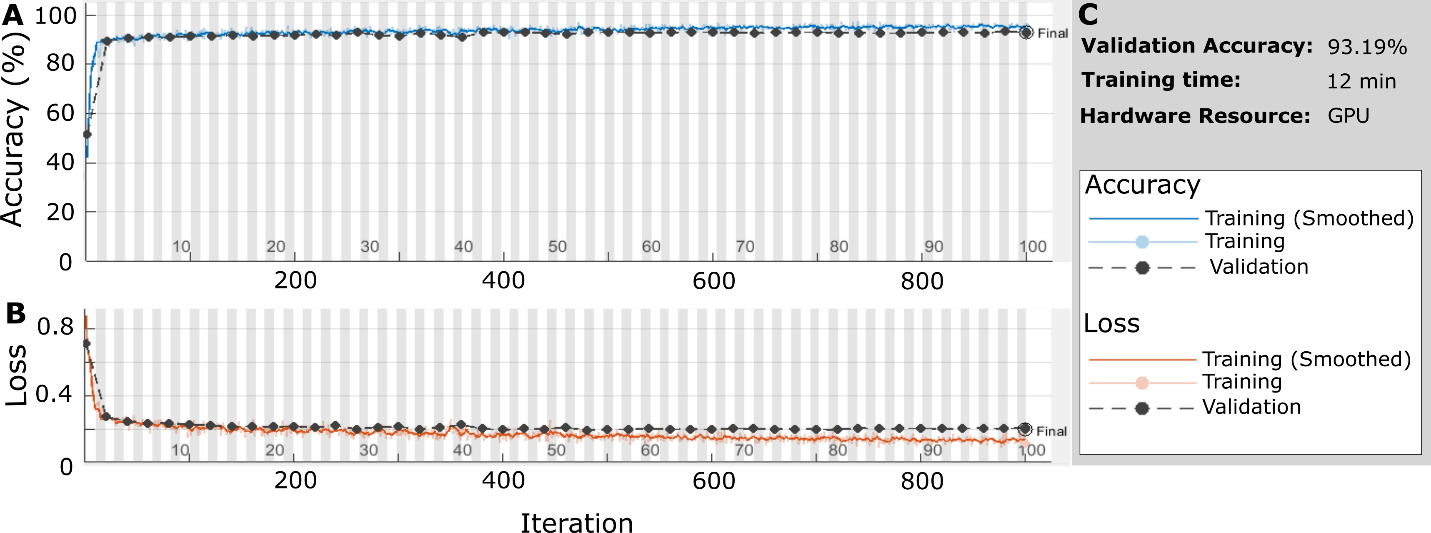 A
Accuracy (%)
100
80
60
40
20
0
Final
10 20 30 40 50 60 70 80 90 100
200 400 600 800
B
Loss
0.8
0.4
0
Final
10 20 30 40 50 60 70 80 90 100
200 400 600 800
Iteration
C
Validation Accuracy: 93.19%
Training time: 12 min
Hardware Resource: GPU
Accuracy
Training (Smoothed)
Training
Validation
Loss
Training (Smoothed)
Training
Validation